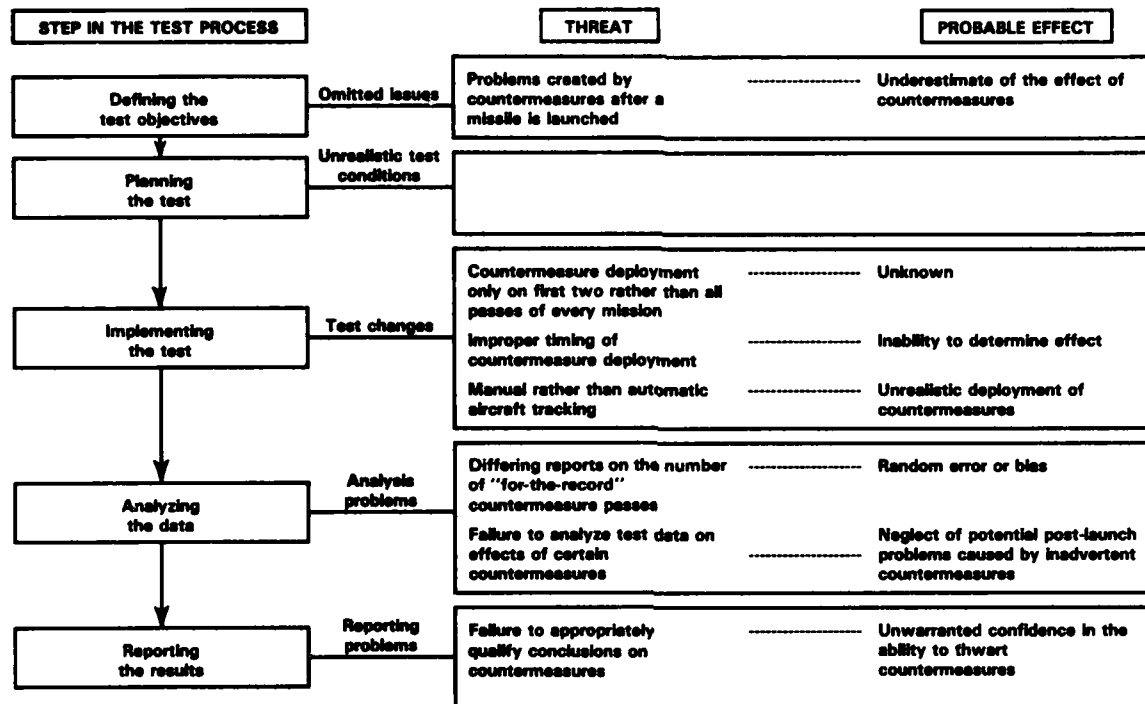 STEP IN THE TEST PROCESS
THREAT
PROBABLE EFFECT
Defining the
test objectives
Omitted issues
Problems created by
countermeasures after a
missile is launched
Underestimate of the effect of
countermeasures
Planning
the test
Unrealistic test
conditions
Implementing
the test
Test changes
Countermeasure deployment
only on first two rather than all
passes of every mission
Unknown
Improper timing of
countermeasure deployment
Inability to determine effect
Manual rather than automatic
aircraft tracking
Unrealistic deployment of
countermeasures
Analyzing
the data
Analysis
problems
Differing reports on the number
of "for-the-record"
countermeasure passes
Random error or bias
Failure to analyze test data on
effects of certain
countermeasures
Neglect of potential post-launch
problems caused by inadvertent
countermeasures
Reporting
the results
Reporting
problems
Failure to appropriately
qualify conclusions on
countermeasures
Unwarranted confidence in the
ability to thwart
countermeasures